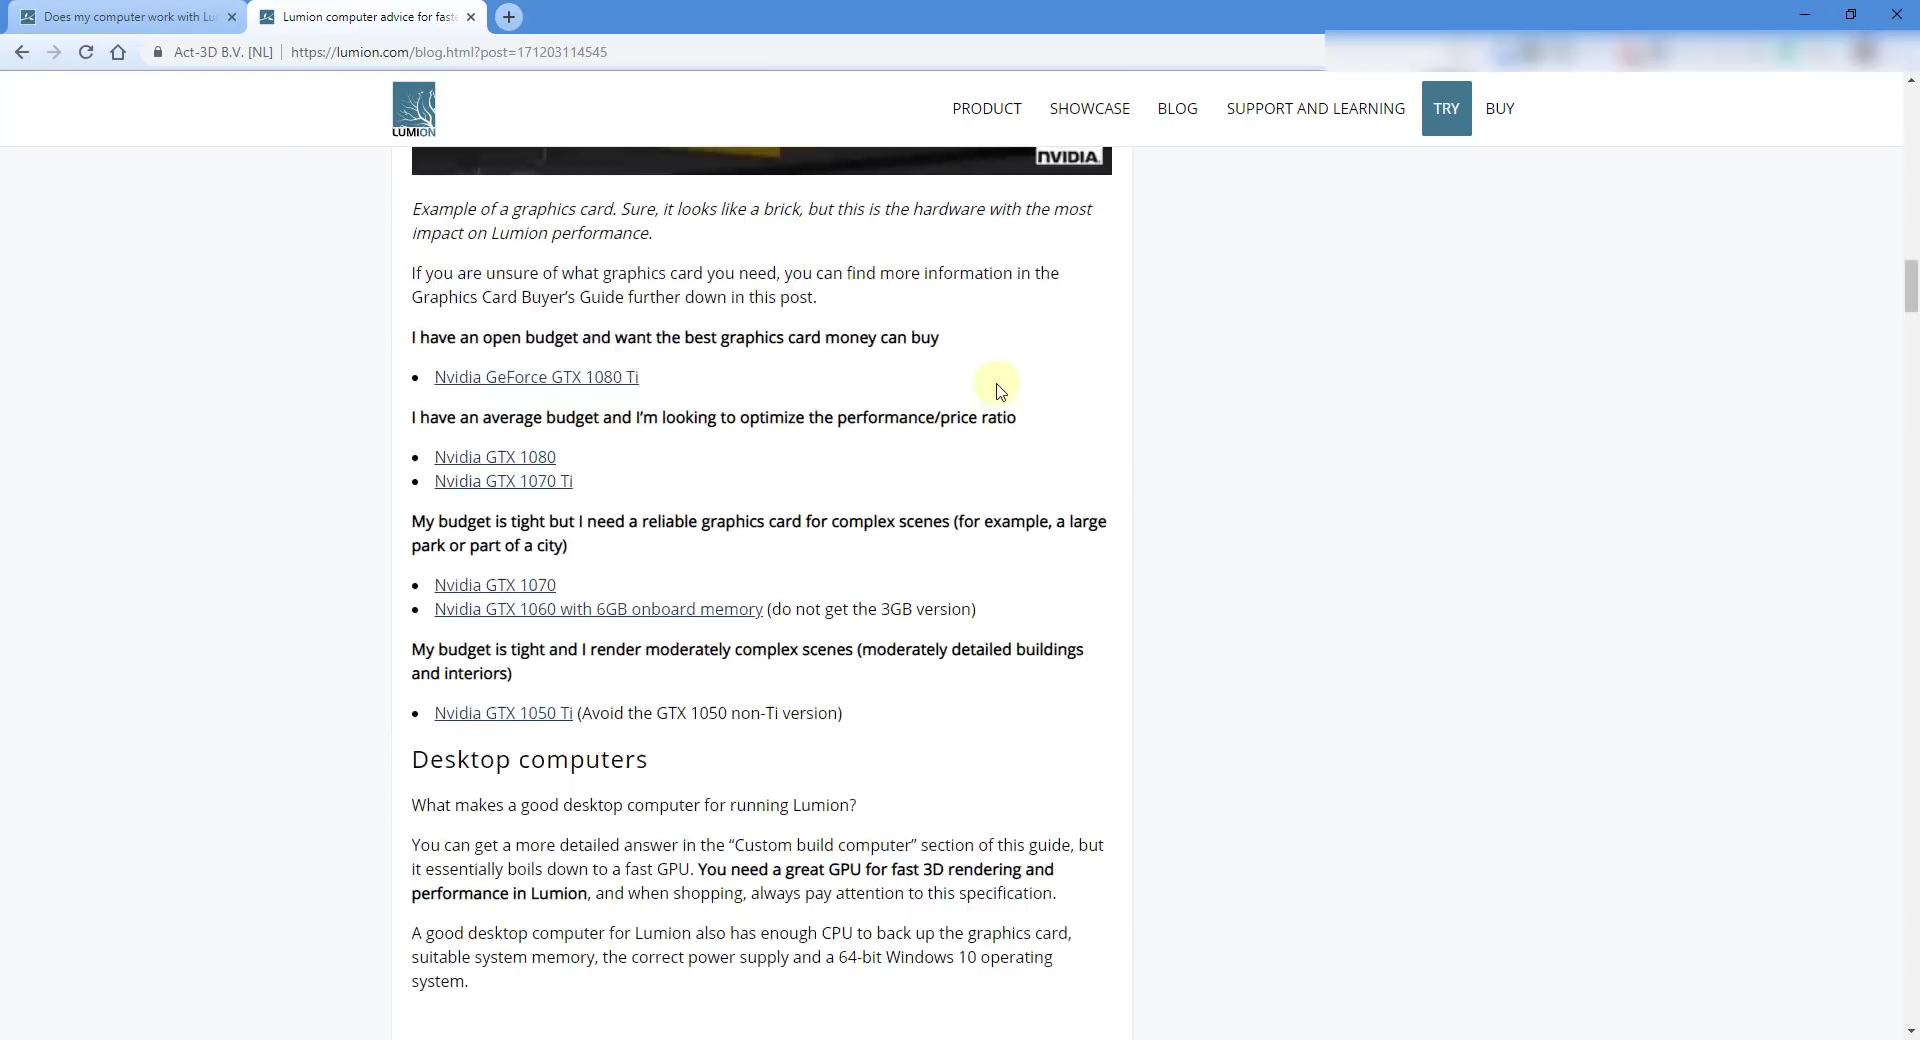 Does my computer work with Lu
Lumion computer advice for faste
Act-3D B.V. [NL] | https://lumion.com/blog.html?post=171203114545
LUMION
PRODUCT SHOWCASE BLOG SUPPORT AND LEARNING TRY BUY
NVIDIA.
Example of a graphics card. Sure, it looks like a brick, but this is the hardware with the most
impact on Lumion performance.
If you are unsure of what graphics card you need, you can find more information in the
Graphics Card Buyer’s Guide further down in this post.
I have an open budget and want the best graphics card money can buy
• Nvidia GeForce GTX 1080 Ti
I have an average budget and I’m looking to optimize the performance/price ratio
• Nvidia GTX 1080
• Nvidia GTX 1070 Ti
My budget is tight but I need a reliable graphics card for complex scenes (for example, a large
park or part of a city)
• Nvidia GTX 1070
• Nvidia GTX 1060 with 6GB onboard memory (do not get the 3GB version)
My budget is tight and I render moderately complex scenes (moderately detailed buildings
and interiors)
• Nvidia GTX 1050 Ti (Avoid the GTX 1050 non-Ti version)
Desktop computers
What makes a good desktop computer for running Lumion?
You can get a more detailed answer in the “Custom build computer” section of this guide, but
it essentially boils down to a fast GPU. You need a great GPU for fast 3D rendering and
performance in Lumion, and when shopping, always pay attention to this specification.
A good desktop computer for Lumion also has enough CPU to back up the graphics card,
suitable system memory, the correct power supply and a 64-bit Windows 10 operating
system.